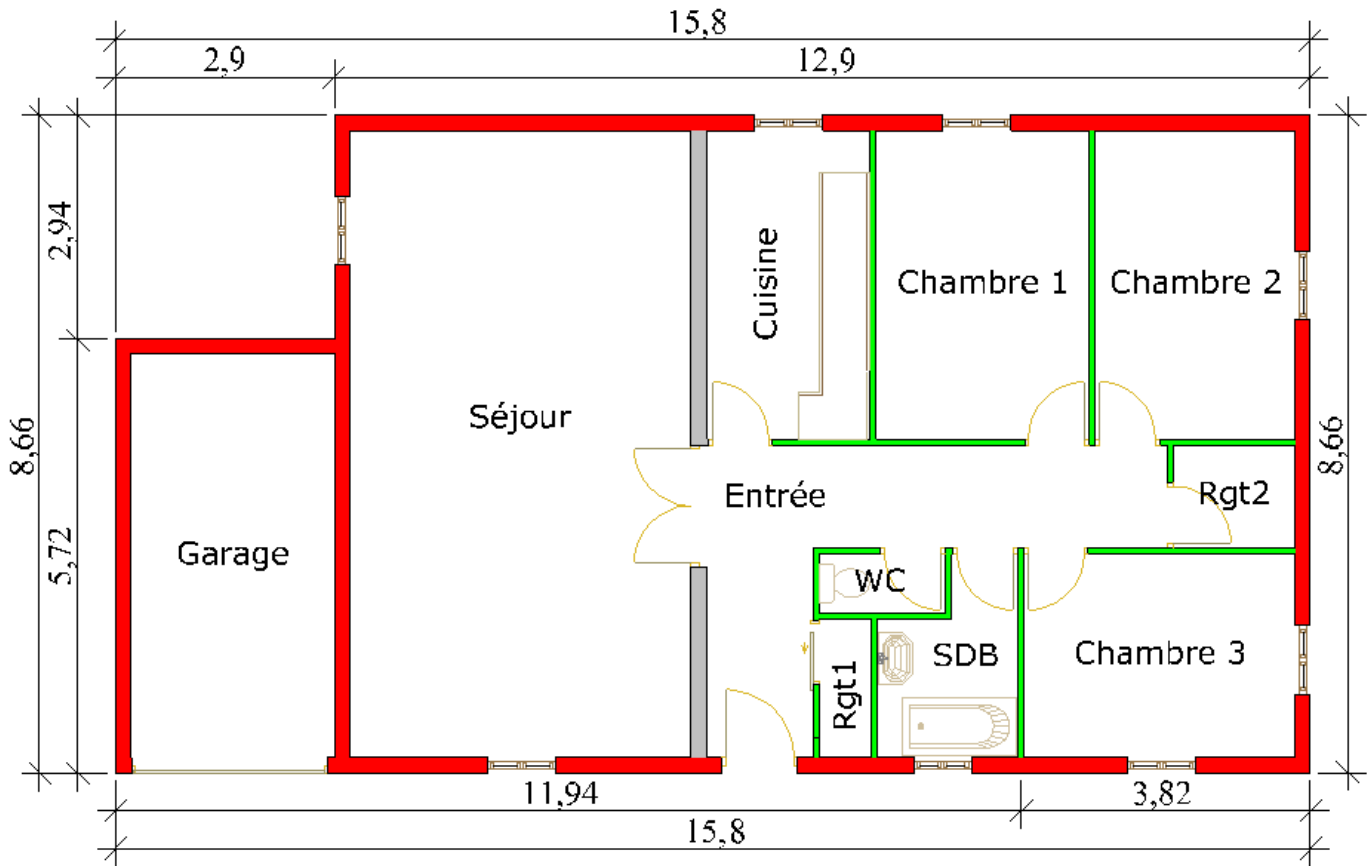 15,8
2,9
12,9
2,94
8,66
5,72
8,66
Cuisine
Chambre 1
Chambre 2
Séjour
Entrée
Rgt2
Garage
WC
Rgt1
SDB
Chambre 3
11,94
3,82
15,8